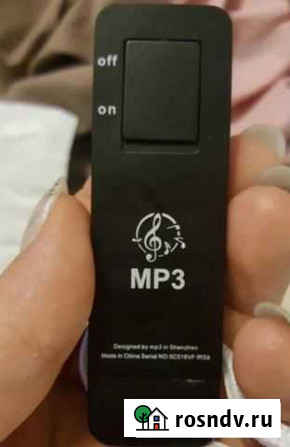 off
on
MP3
Designed by mp3 in Shenzhen
Made in China Serial NO:
rosndv.ru